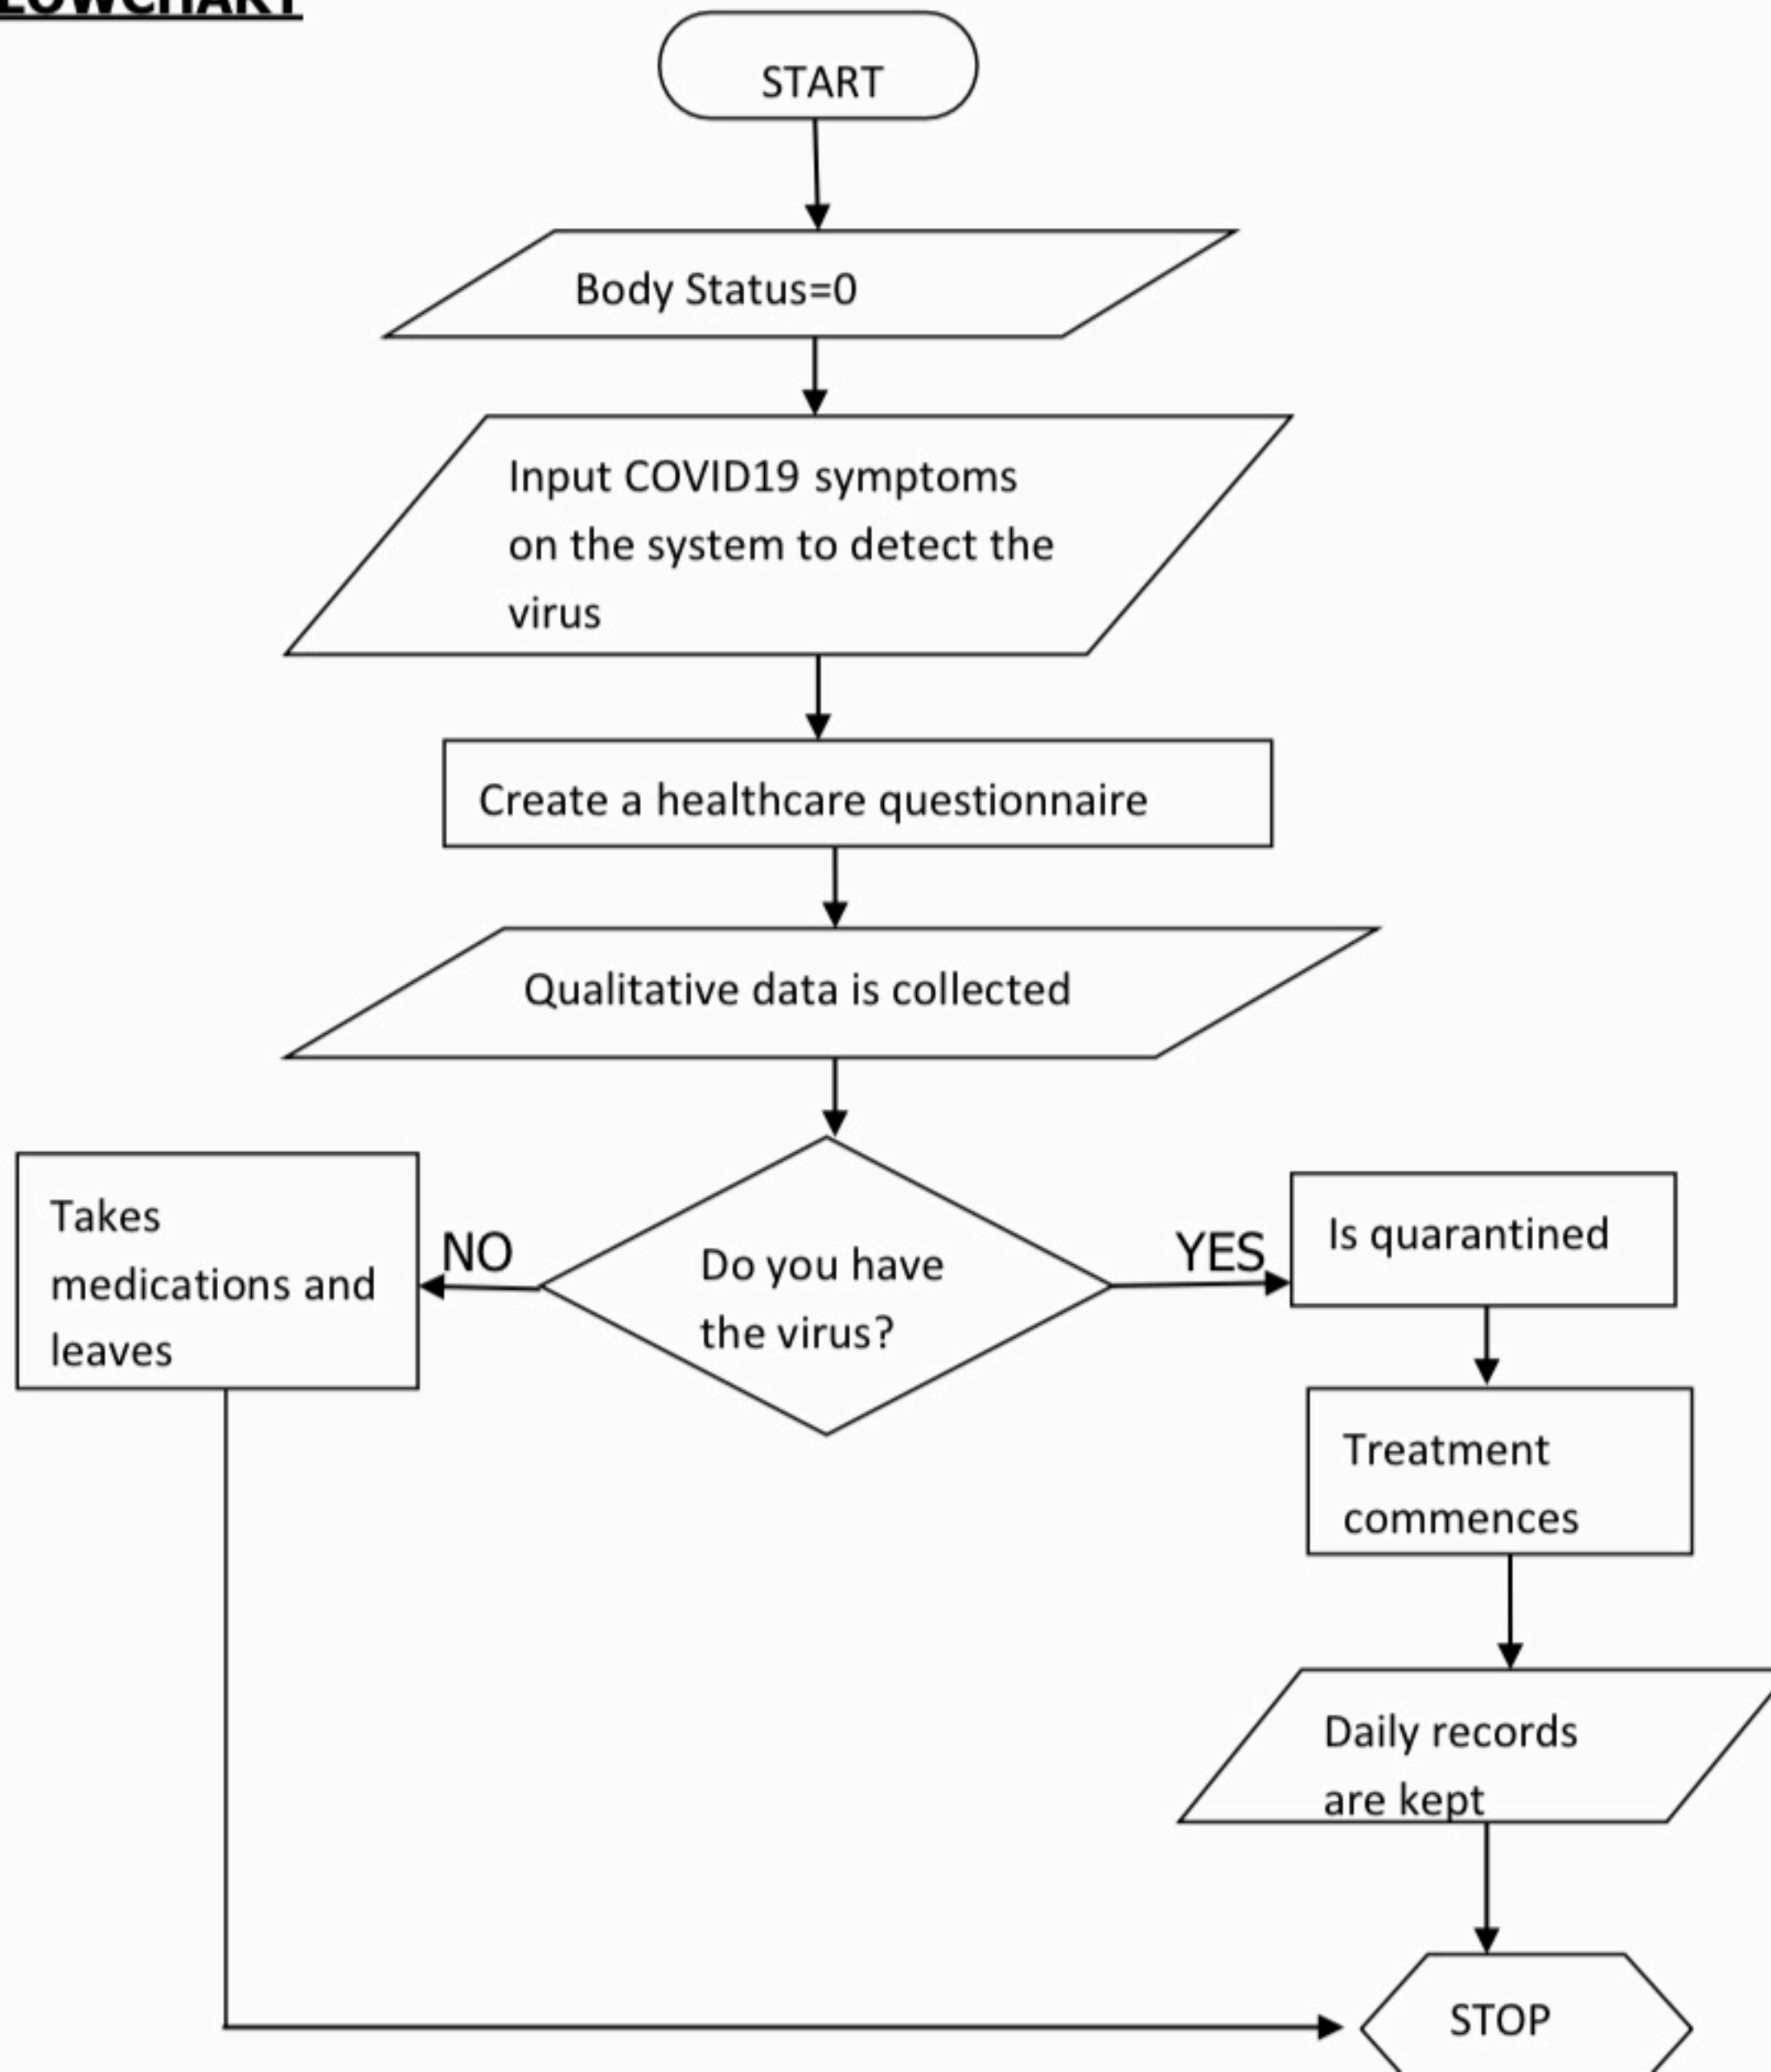 START
Body Status=0
Input COVID19 symptoms
on the system to detect the
virus
Create a healthcare questionnaire
Qualitative data is collected
Takes
medications and
leaves
NO
Do you have
the virus?
YES
Is quarantined
Treatment
commences
Daily records
are kept
STOP